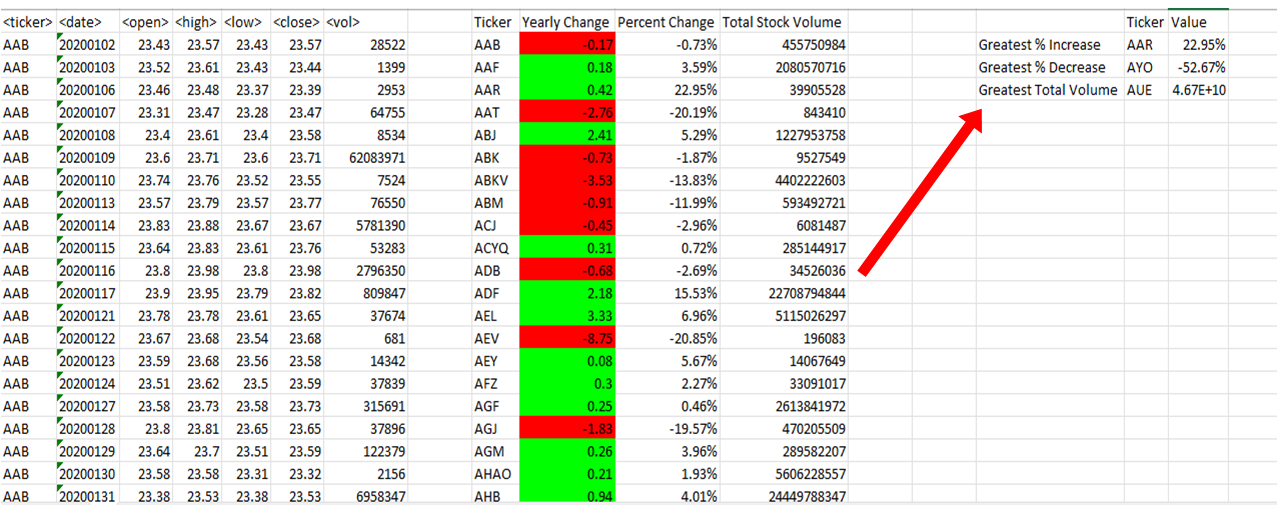 <ticker> <date> <open> <high> <low> <close> <vol> Ticker Yearly Change Percent Change Total Stock Volume Ticker Value
AAB 20200102 23.43 23.57 23.43 23.57 28522 AAB -0.17 -0.73% 455750984 Greatest % Increase AAR 22.95%
AAB 20200103 23.52 23.61 23.43 23.44 1399 AAF 0.18 3.59% 2080570716 Greatest % Decrease AYO -52.67%
AAB 20200106 23.46 23.48 23.37 23.39 2953 AAR 0.42 22.95% 39905528 Greatest Total Volume AUE 4.67E+10
AAB 20200107 23.31 23.47 23.28 23.47 64755 AAT -2.76 -20.19% 843410
AAB 20200108 23.4 23.61 23.4 23.58 8534 ABJ 2.41 5.29% 1227953758
AAB 20200109 23.6 23.71 23.6 23.71 62083971 ABK -0.73 -1.87% 9527549
AAB 20200110 23.74 23.76 23.52 23.55 7524 ABKV -3.53 -13.83% 4402222603
AAB 20200113 23.57 23.79 23.57 23.77 76550 ABM -0.91 -11.99% 593492721
AAB 20200114 23.83 23.88 23.67 23.67 5781390 ACJ -0.45 -2.96% 6081487
AAB 20200115 23.64 23.83 23.61 23.76 53283 ACYQ 0.31 0.72% 285144917
AAB 20200116 23.8 23.98 23.8 23.98 2796350 ADB -0.68 -2.69% 34526036
AAB 20200117 23.9 23.95 23.79 23.82 809847 ADF 2.18 15.53% 22708794844
AAB 20200121 23.78 23.78 23.61 23.65 37674 AEL 3.33 6.96% 5115026297
AAB 20200122 23.67 23.68 23.54 23.68 681 AEV -8.75 -20.85% 196083
AAB 20200123 23.59 23.68 23.56 23.58 14342 AEY 0.08 5.67% 14067649
AAB 20200124 23.51 23.62 23.5 23.59 37839 AFZ 0.3 2.27% 33091017
AAB 20200127 23.58 23.73 23.58 23.73 315691 AGF 0.25 0.46% 2613841972
AAB 20200128 23.8 23.81 23.65 23.65 37896 AGJ -1.83 -19.57% 470205509
AAB 20200129 23.64 23.7 23.51 23.59 122379 AGM 0.26 3.96% 289582207
AAB 20200130 23.58 23.58 23.31 23.32 2156 AHAO 0.21 1.93% 5606228557
AAB 20200131 23.38 23.53 23.38 23.53 6958347 AHB 0.94 4.01% 24449788347